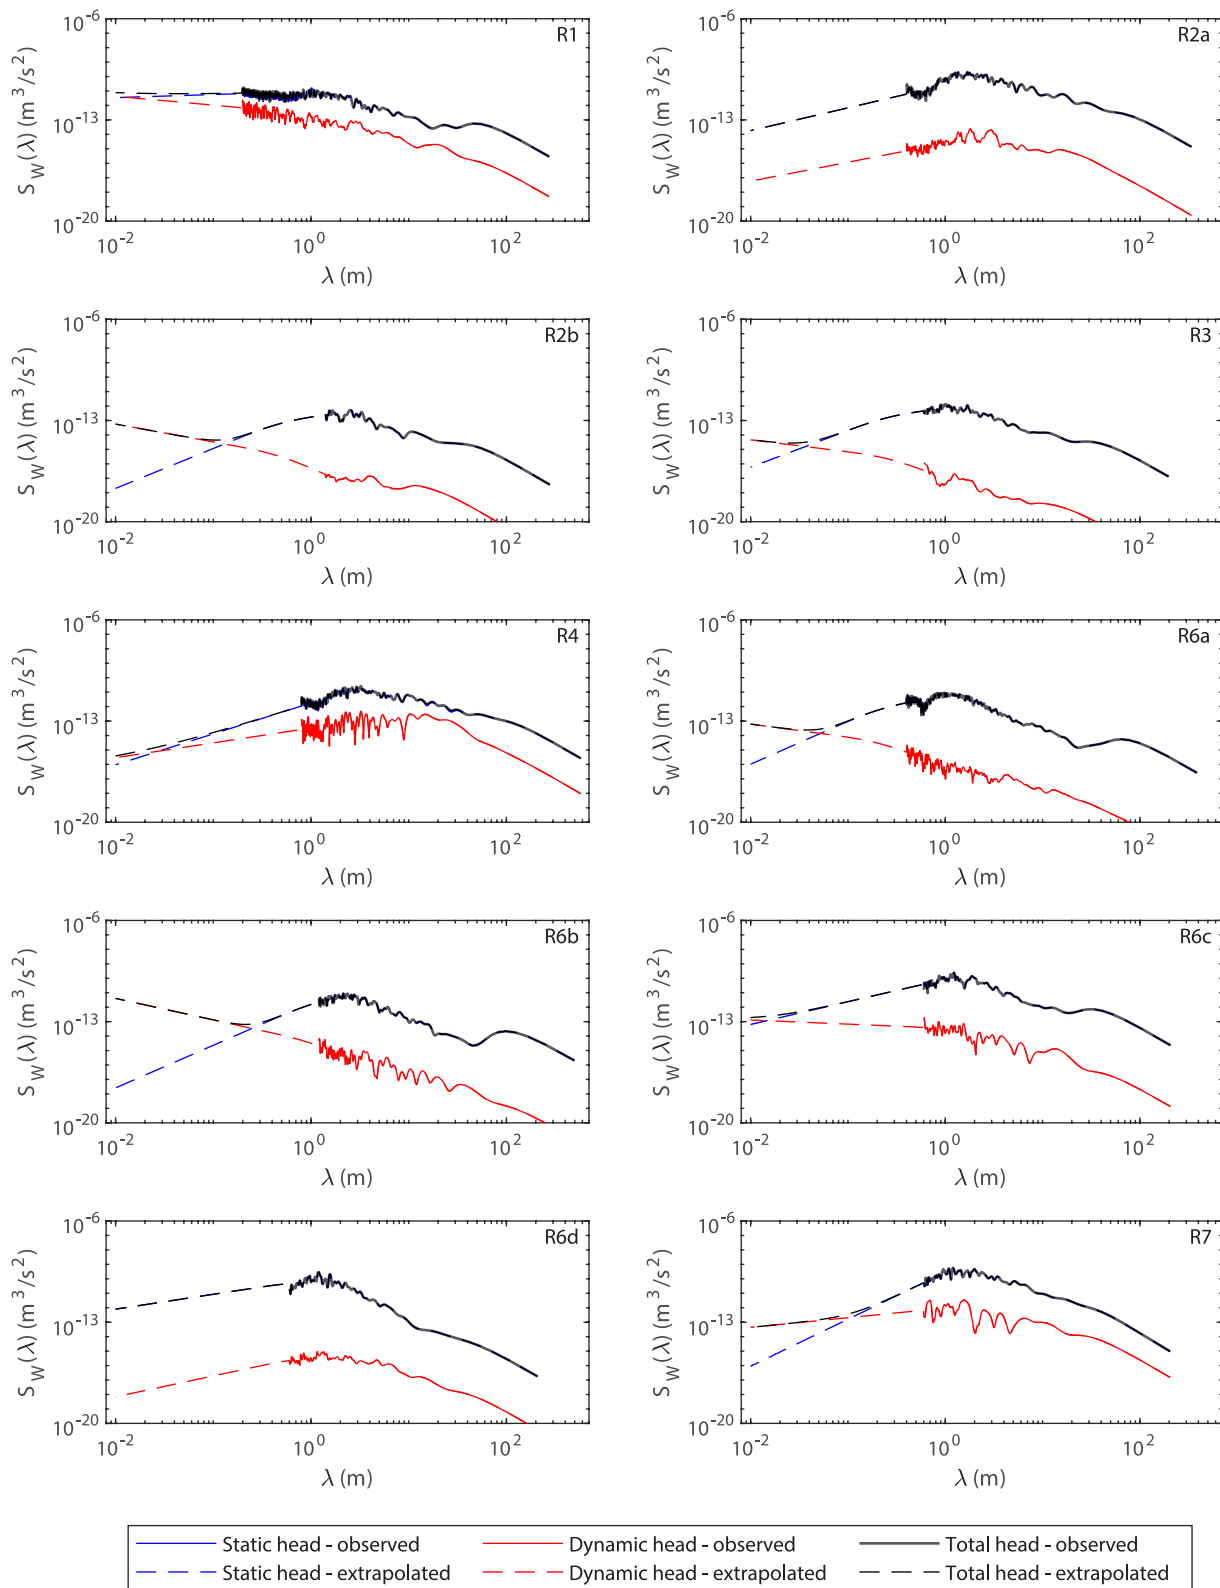 R1
S_W(λ) (m^3/s^2)
10^-6
10^-13
10^-20
10^-2
10^0
10^2
λ (m)
R2a
S_W(λ) (m^3/s^2)
10^-6
10^-13
10^-20
10^-2
10^0
10^2
λ (m)
R2b
S_W(λ) (m^3/s^2)
10^-6
10^-13
10^-20
10^-2
10^0
10^2
λ (m)
R3
S_W(λ) (m^3/s^2)
10^-6
10^-13
10^-20
10^-2
10^0
10^2
λ (m)
R4
S_W(λ) (m^3/s^2)
10^-6
10^-13
10^-20
10^-2
10^0
10^2
λ (m)
R6a
S_W(λ) (m^3/s^2)
10^-6
10^-13
10^-20
10^-2
10^0
10^2
λ (m)
R6b
S_W(λ) (m^3/s^2)
10^-6
10^-13
10^-20
10^-2
10^0
10^2
λ (m)
R6c
S_W(λ) (m^3/s^2)
10^-6
10^-13
10^-20
10^-2
10^0
10^2
λ (m)
R6d
S_W(λ) (m^3/s^2)
10^-6
10^-13
10^-20
10^-2
10^0
10^2
λ (m)
R7
S_W(λ) (m^3/s^2)
10^-6
10^-13
10^-20
10^-2
10^0
10^2
λ (m)
Static head - observed
Dynamic head - observed
Total head - observed
Static head - extrapolated
Dynamic head - extrapolated
Total head - extrapolated